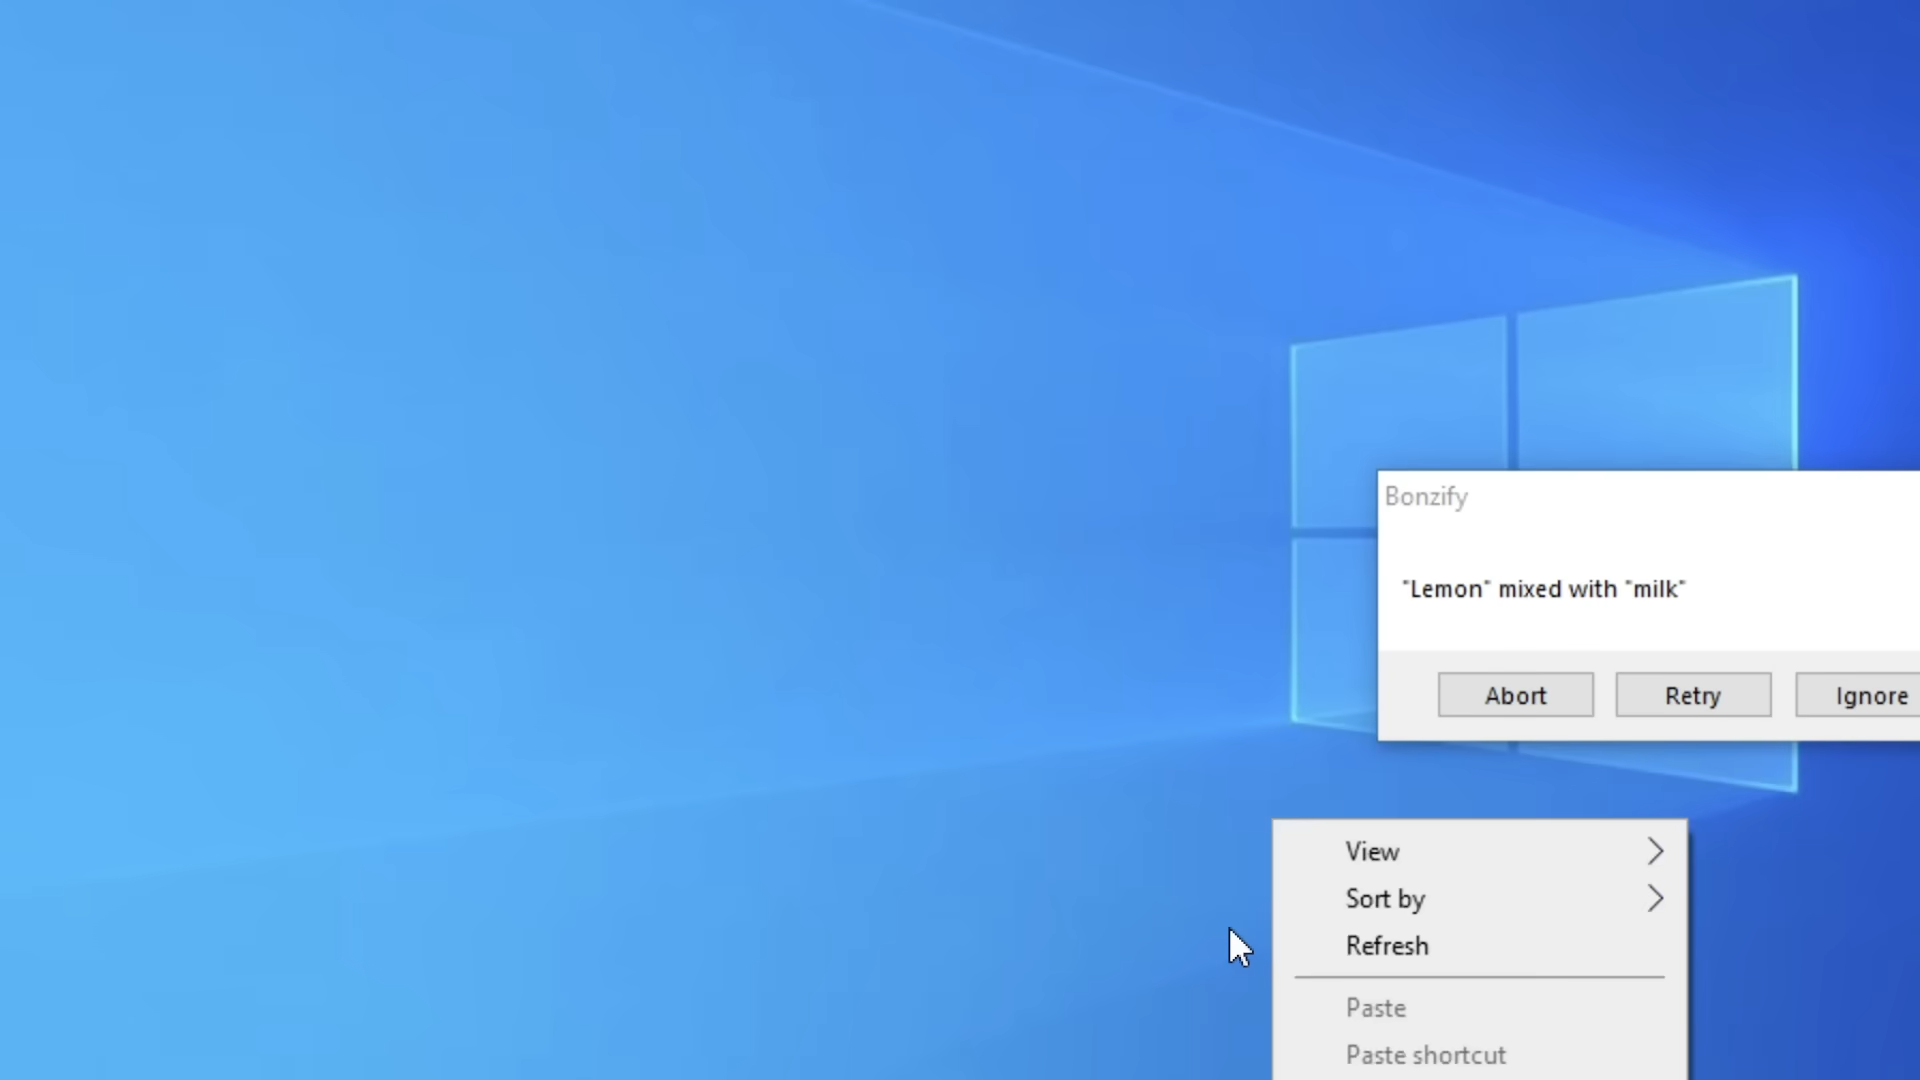 Bonzify
"Lemon" mixed with "milk"
Abort
Retry
Ignore
View
Sort by
Refresh
Paste
Paste shortcut